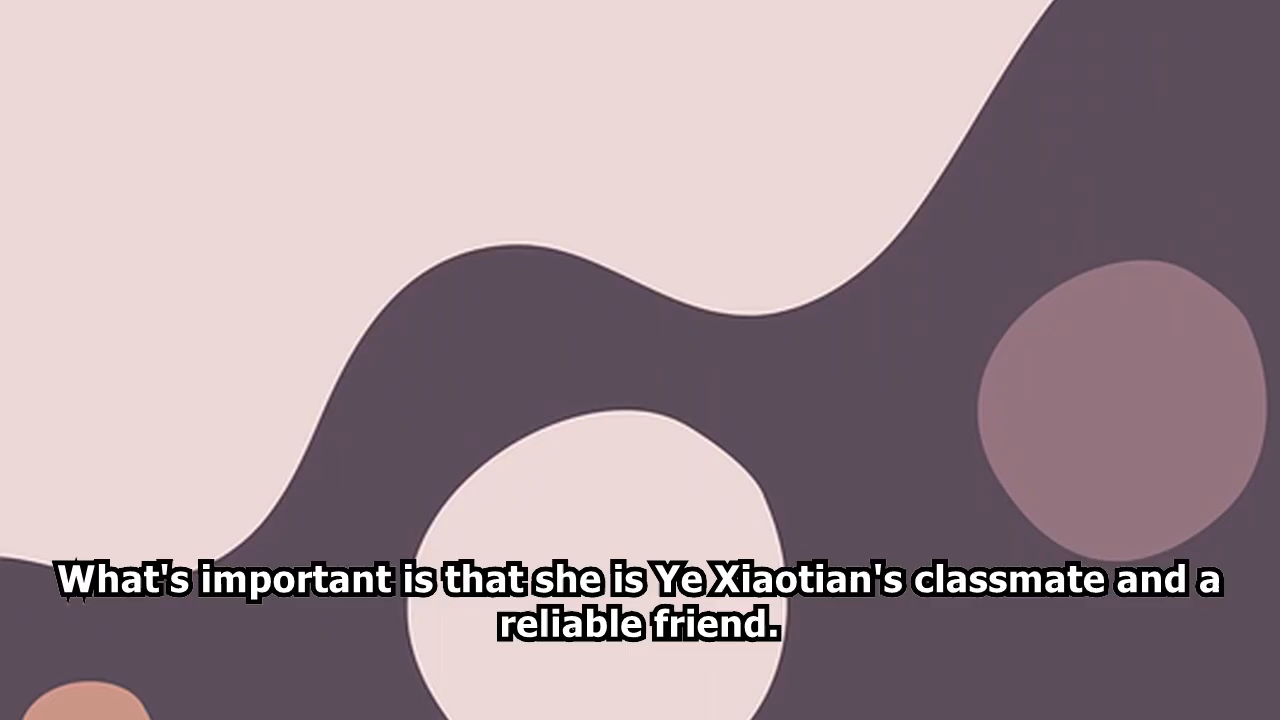 What's important is that she is Ye Xiaotian's classmate and a
reliable friend.